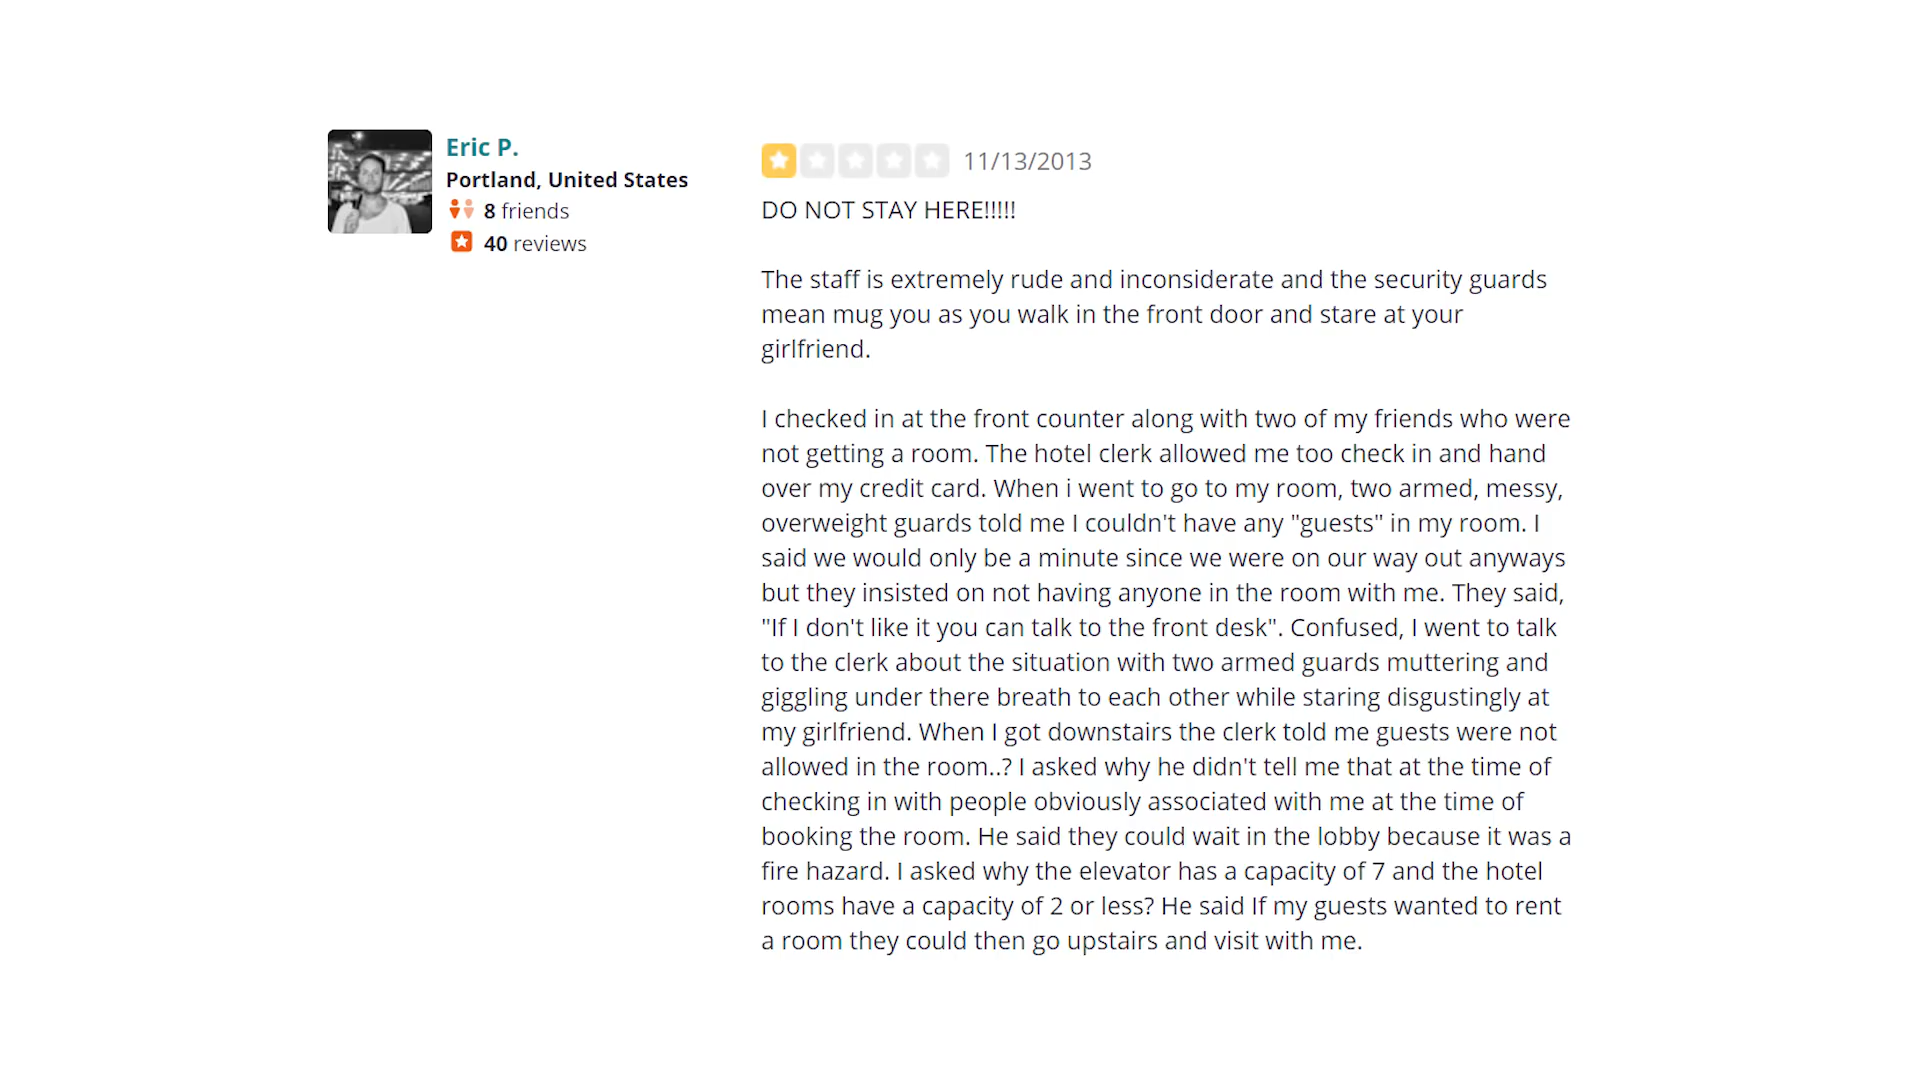 Eric P.
Portland, United States
8 friends
40 reviews
11/13/2013
DO NOT STAY HERE!!!!!
The staff is extremely rude and inconsiderate and the security guards
mean mug you as you walk in the front door and stare at your
girlfriend.
I checked in at the front counter along with two of my friends who were
not getting a room. The hotel clerk allowed me too check in and hand
over my credit card. When i went to go to my room, two armed, messy,
overweight guards told me I couldn't have any "guests" in my room. I
said we would only be a minute since we were on our way out anyways
but they insisted on not having anyone in the room with me. They said,
"If I don't like it you can talk to the front desk". Confused, I went to talk
to the clerk about the situation with two armed guards muttering and
giggling under there breath to each other while staring disgustingly at
my girlfriend. When I got downstairs the clerk told me guests were not
allowed in the room..? I asked why he didn't tell me that at the time of
checking in with people obviously associated with me at the time of
booking the room. He said they could wait in the lobby because it was a
fire hazard. I asked why the elevator has a capacity of 7 and the hotel
rooms have a capacity of 2 or less? He said If my guests wanted to rent
a room they could then go upstairs and visit with me.